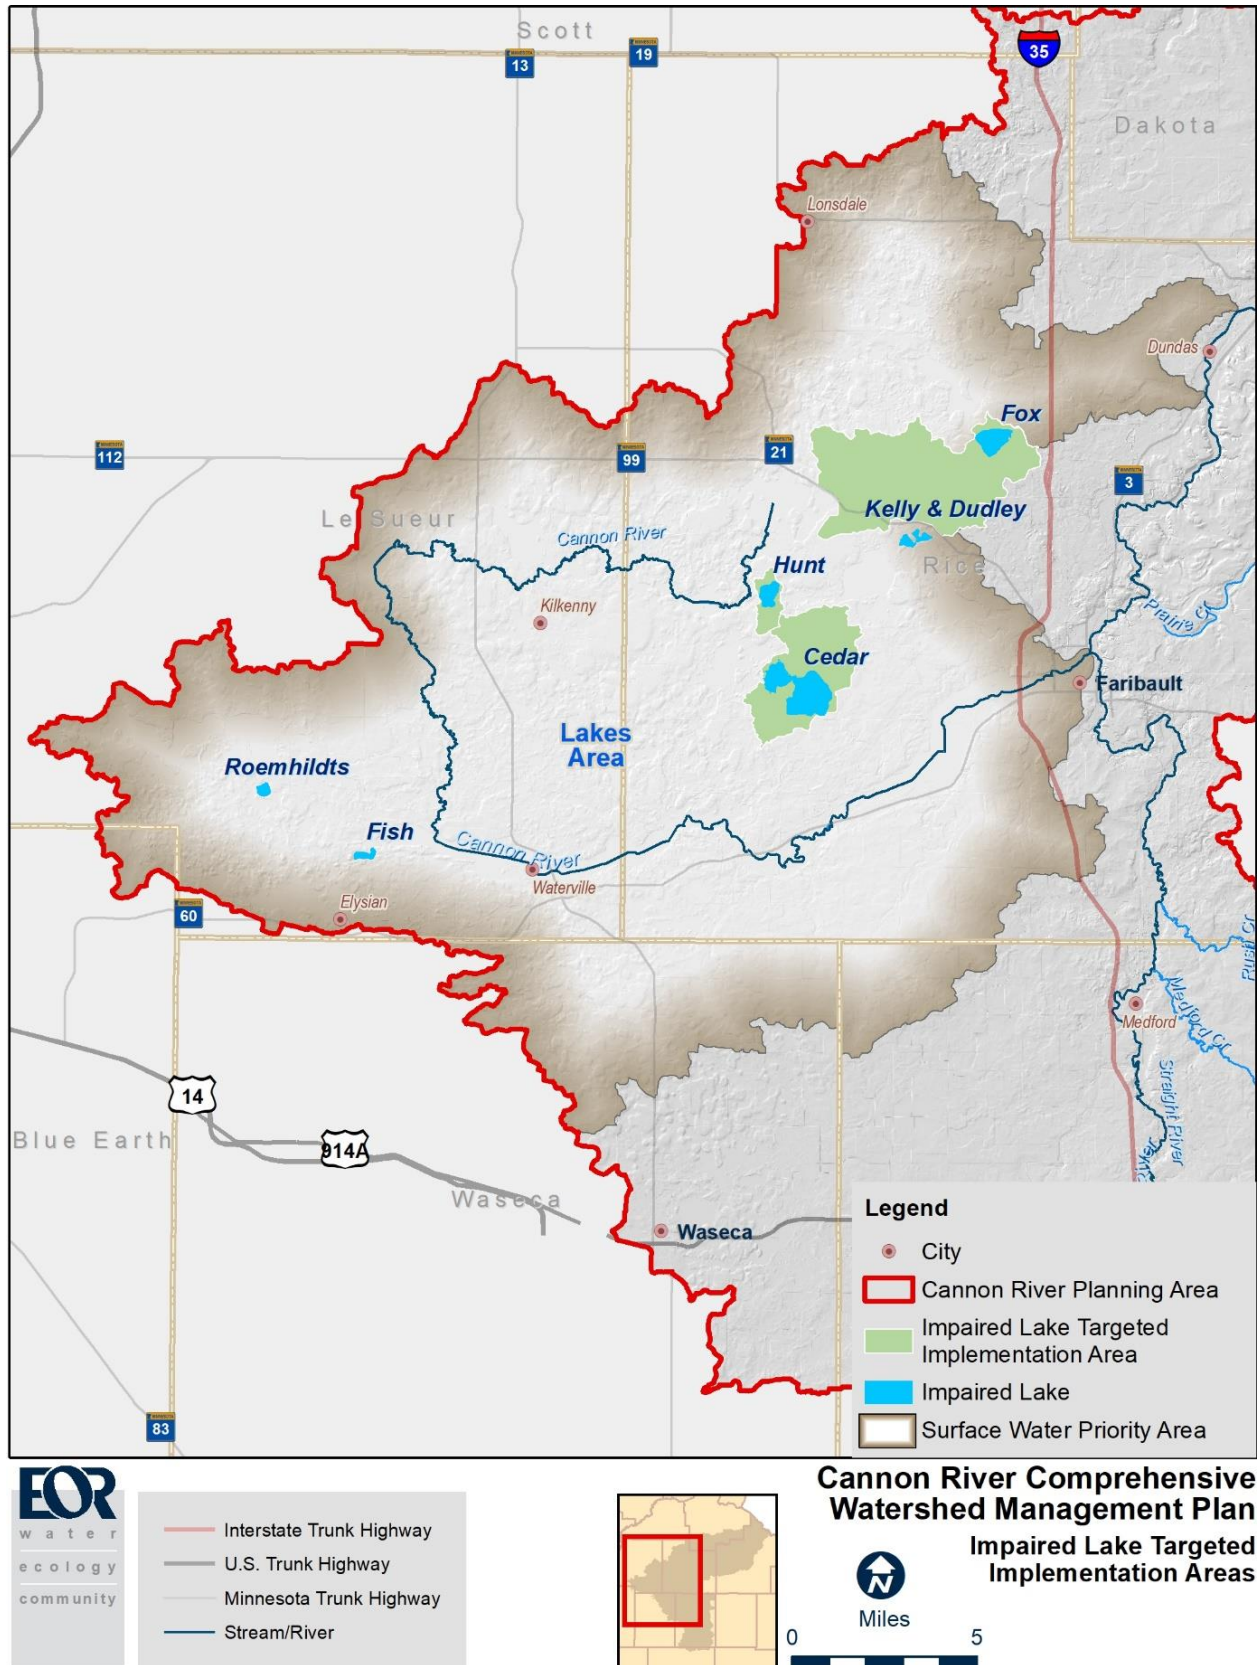 Scott
13
19
35
Dakota
Lonsdale
Dundas
Fox
112
99
21
3
Kelly & Dudley
Le Sueur
Cannon River
Rice
Hunt
Kilkenny
Prairie Cr
Cedar
Faribault
Lakes
Area
Roemhildts
Fish
Cannon River
Waterville
Elysian
60
Rush Cr
Medford Cr
Medford
Straight River
14
Blue Earth
914A
Waseca
Waseca
83
Legend
City
Cannon River Planning Area
Impaired Lake Targeted
Implementation Area
Impaired Lake
Surface Water Priority Area
EOR
water
ecology
community
Interstate Trunk Highway
U.S. Trunk Highway
Minnesota Trunk Highway
Stream/River
Cannon River Comprehensive
Watershed Management Plan
Impaired Lake Targeted
Implementation Areas
N
Miles
0 5